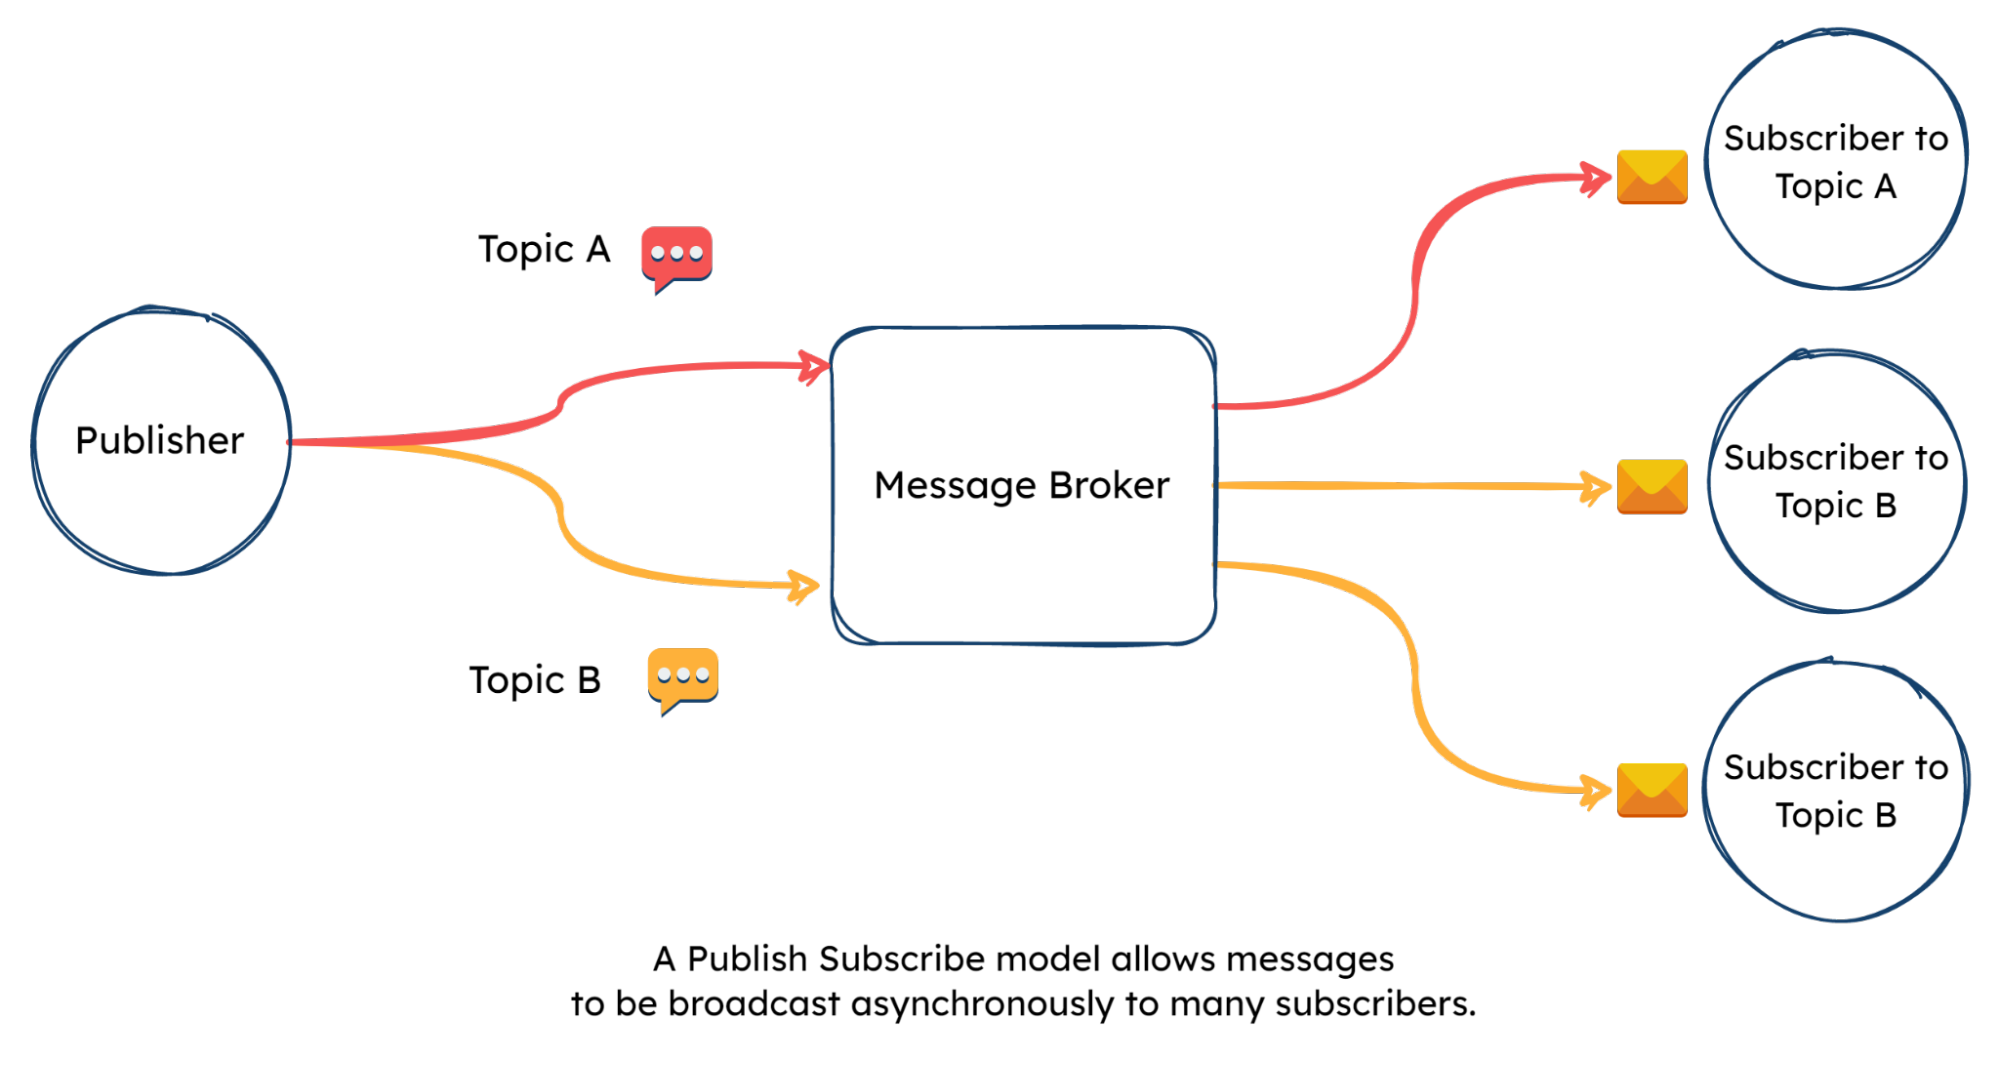 Subscriber to
Topic A
Topic A
Publisher
Message Broker
Subscriber to
Topic B
Topic B
Subscriber to
Topic B
A Publish Subscribe model allows messages
to be broadcast asynchronously to many subscribers.